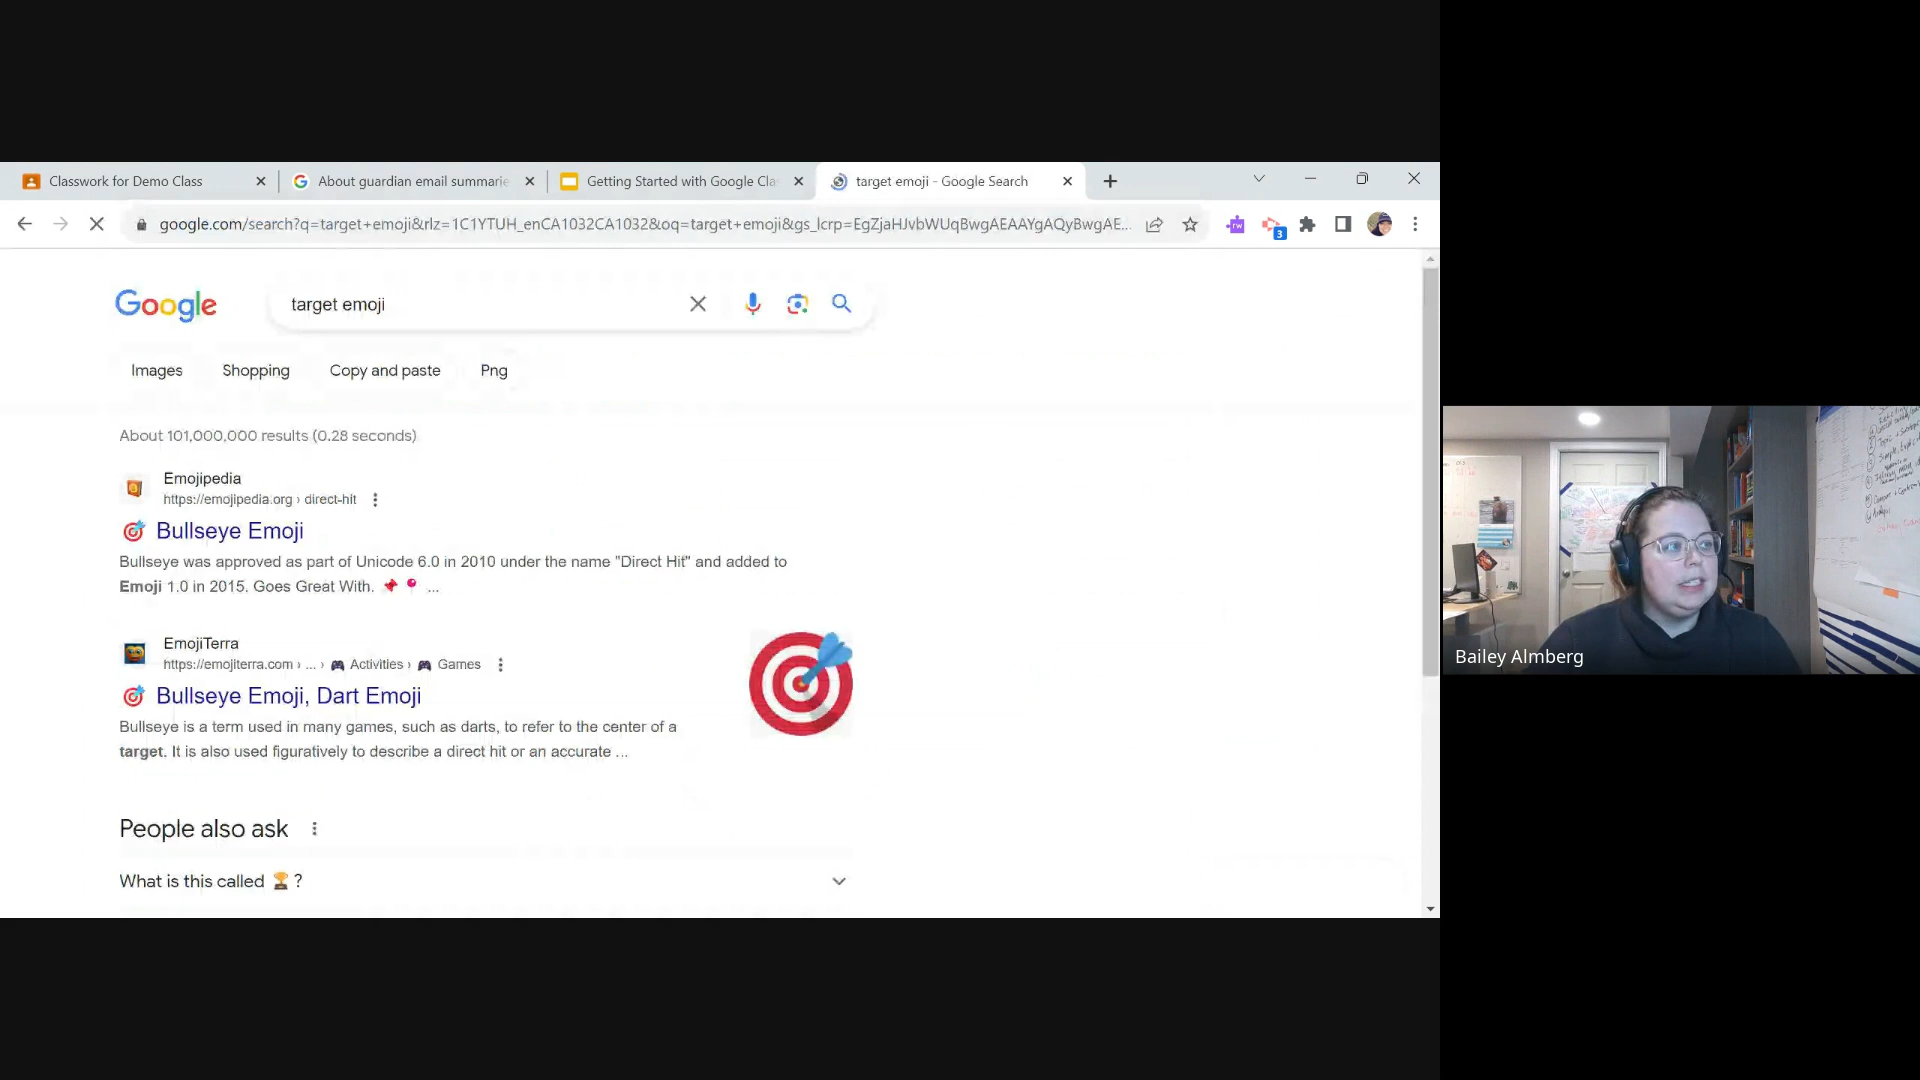 Classwork for Demo Class
About guardian email summarie
Getting Started with Google Cla
target emoji - Google Search
google.com/search?q=target+emoji&rlz=1C1YTUH_enCA1032CA1032&oq=target+emoji&gs_lcrp=EgZjaHJvbWUqBwgAEAAYgAQyBwgAE...
rw
3
Google
target emoji
Images
Shopping
Copy and paste
Png
About 101,000,000 results (0.28 seconds)
Emojipedia
https://emojipedia.org › direct-hit
🎯 Bullseye Emoji
Bullseye was approved as part of Unicode 6.0 in 2010 under the name "Direct Hit" and added to
Emoji 1.0 in 2015. Goes Great With. 📌 📍 ...
EmojiTerra
https://emojiterra.com › ... › 🎮 Activities › 🎮 Games
🎯 Bullseye Emoji, Dart Emoji
Bullseye is a term used in many games, such as darts, to refer to the center of a
target. It is also used figuratively to describe a direct hit or an accurate ...
People also ask
What is this called 🏆 ?
Bailey Almberg